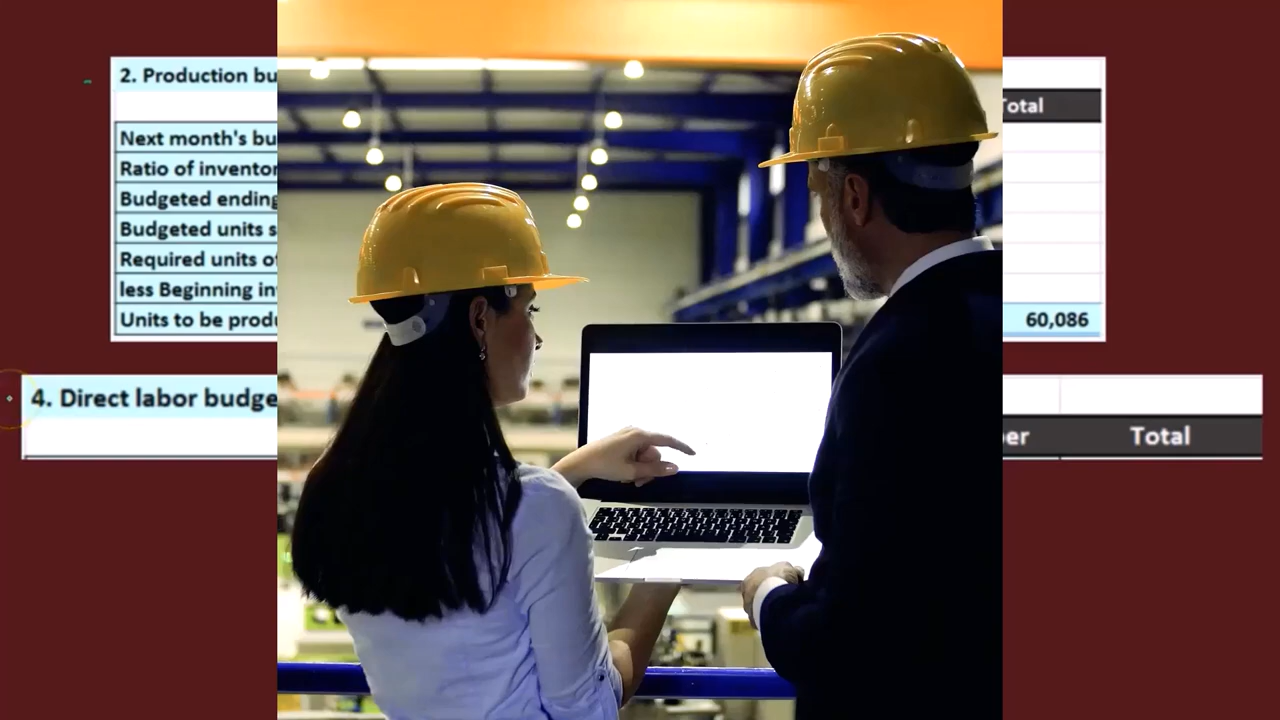 2. Production bu
Total
Next month's bu
Ratio of inventor
Budgeted ending
Budgeted units s
Required units of
less Beginning in
Units to be produ
60,086
4. Direct labor budge
er Total